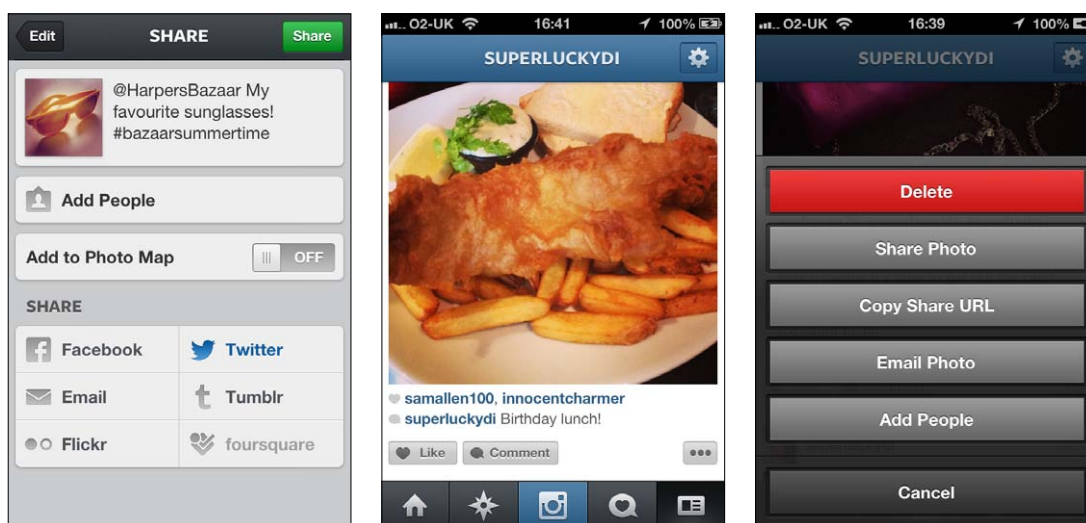 Edit SHARE Share
@HarpersBazaar My
favourite sunglasses!
#bazaarsummertime
Add People
Add to Photo Map OFF
SHARE
Facebook Twitter
Email Tumblr
Flickr foursquare
O2-UK 16:41 100%
SUPERLUCKYDI
samallen100, innocentcharmer
superluckydi Birthday lunch!
Like Comment
O2-UK 16:39 100%
SUPERLUCKYDI
Delete
Share Photo
Copy Share URL
Email Photo
Add People
Cancel